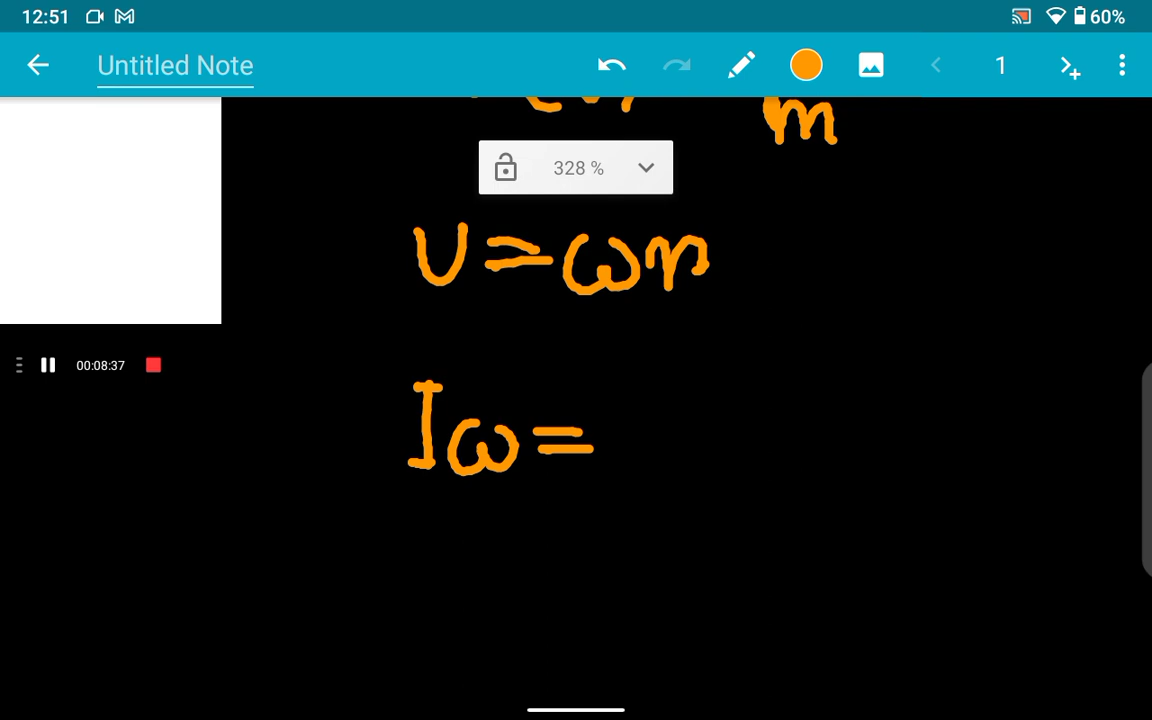 12:51 60%
Untitled Note 1
m
328 %
v=ωr
00:08:37
Iω=